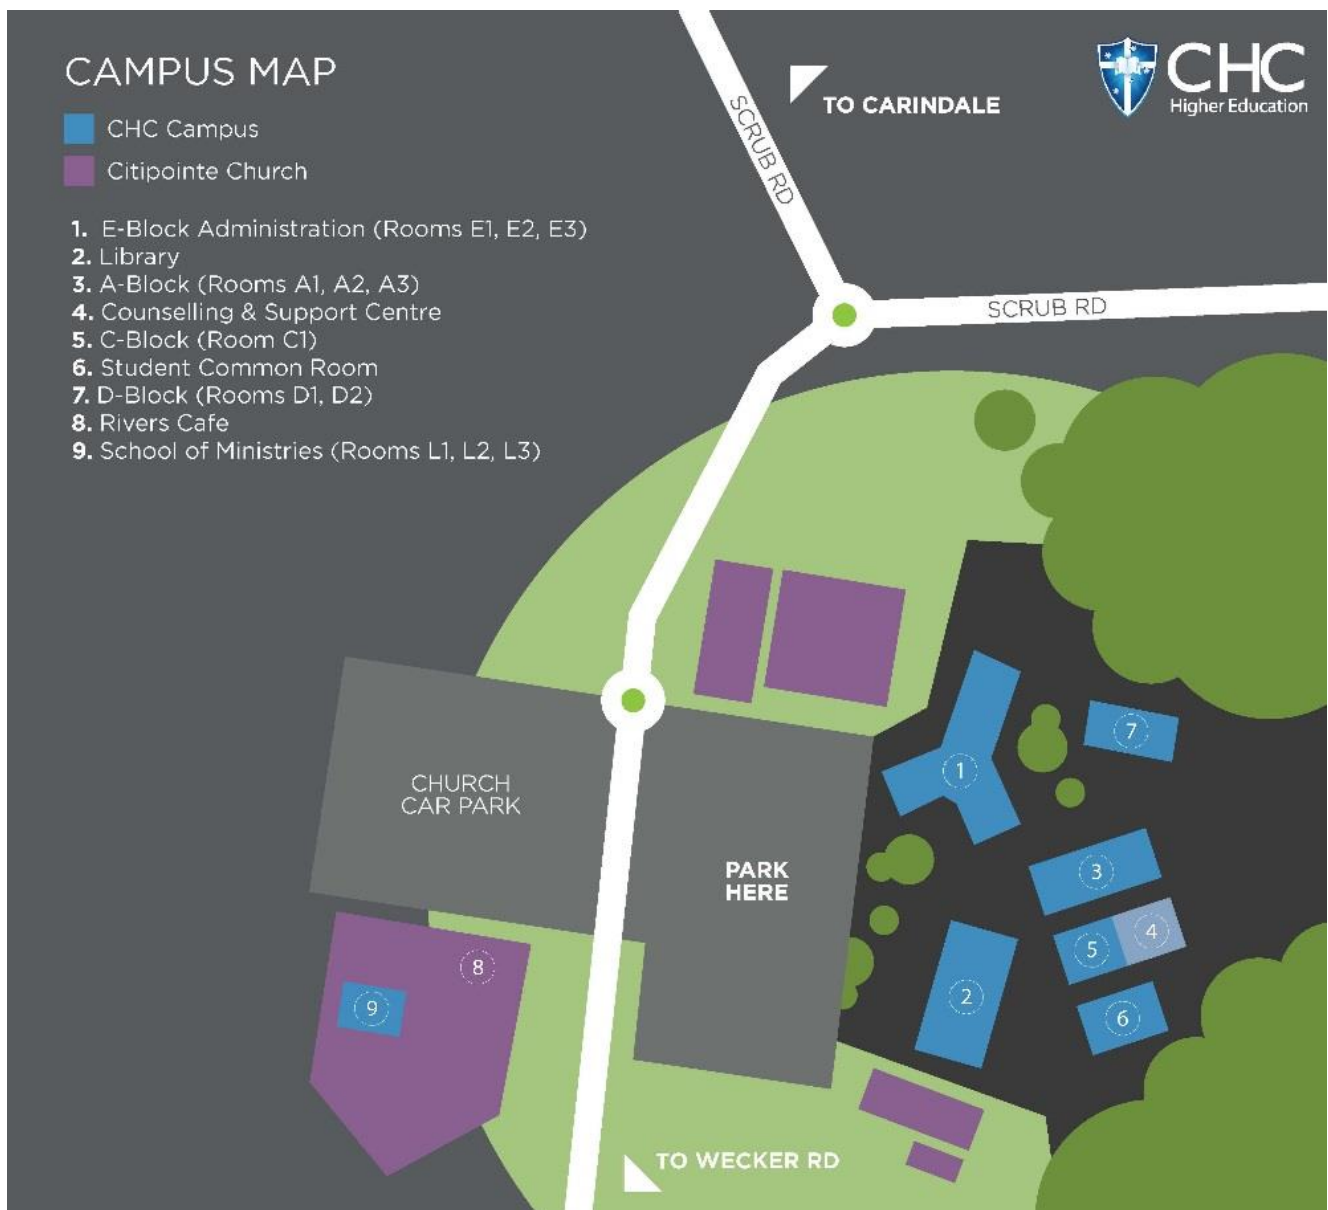 CAMPUS MAP
CHC Campus
Citipointe Church
1. E-Block Administration (Rooms E1, E2, E3)
2. Library
3. A-Block (Rooms A1, A2, A3)
4. Counselling & Support Centre
5. C-Block (Room C1)
6. Student Common Room
7. D-Block (Rooms D1, D2)
8. Rivers Cafe
9. School of Ministries (Rooms L1, L2, L3)
CHC
Higher Education
TO CARINDALE
SCRUB RD
SCRUB RD
CHURCH
CAR PARK
PARK
HERE
1
7
3
4
5
2
6
8
9
TO WECKER RD